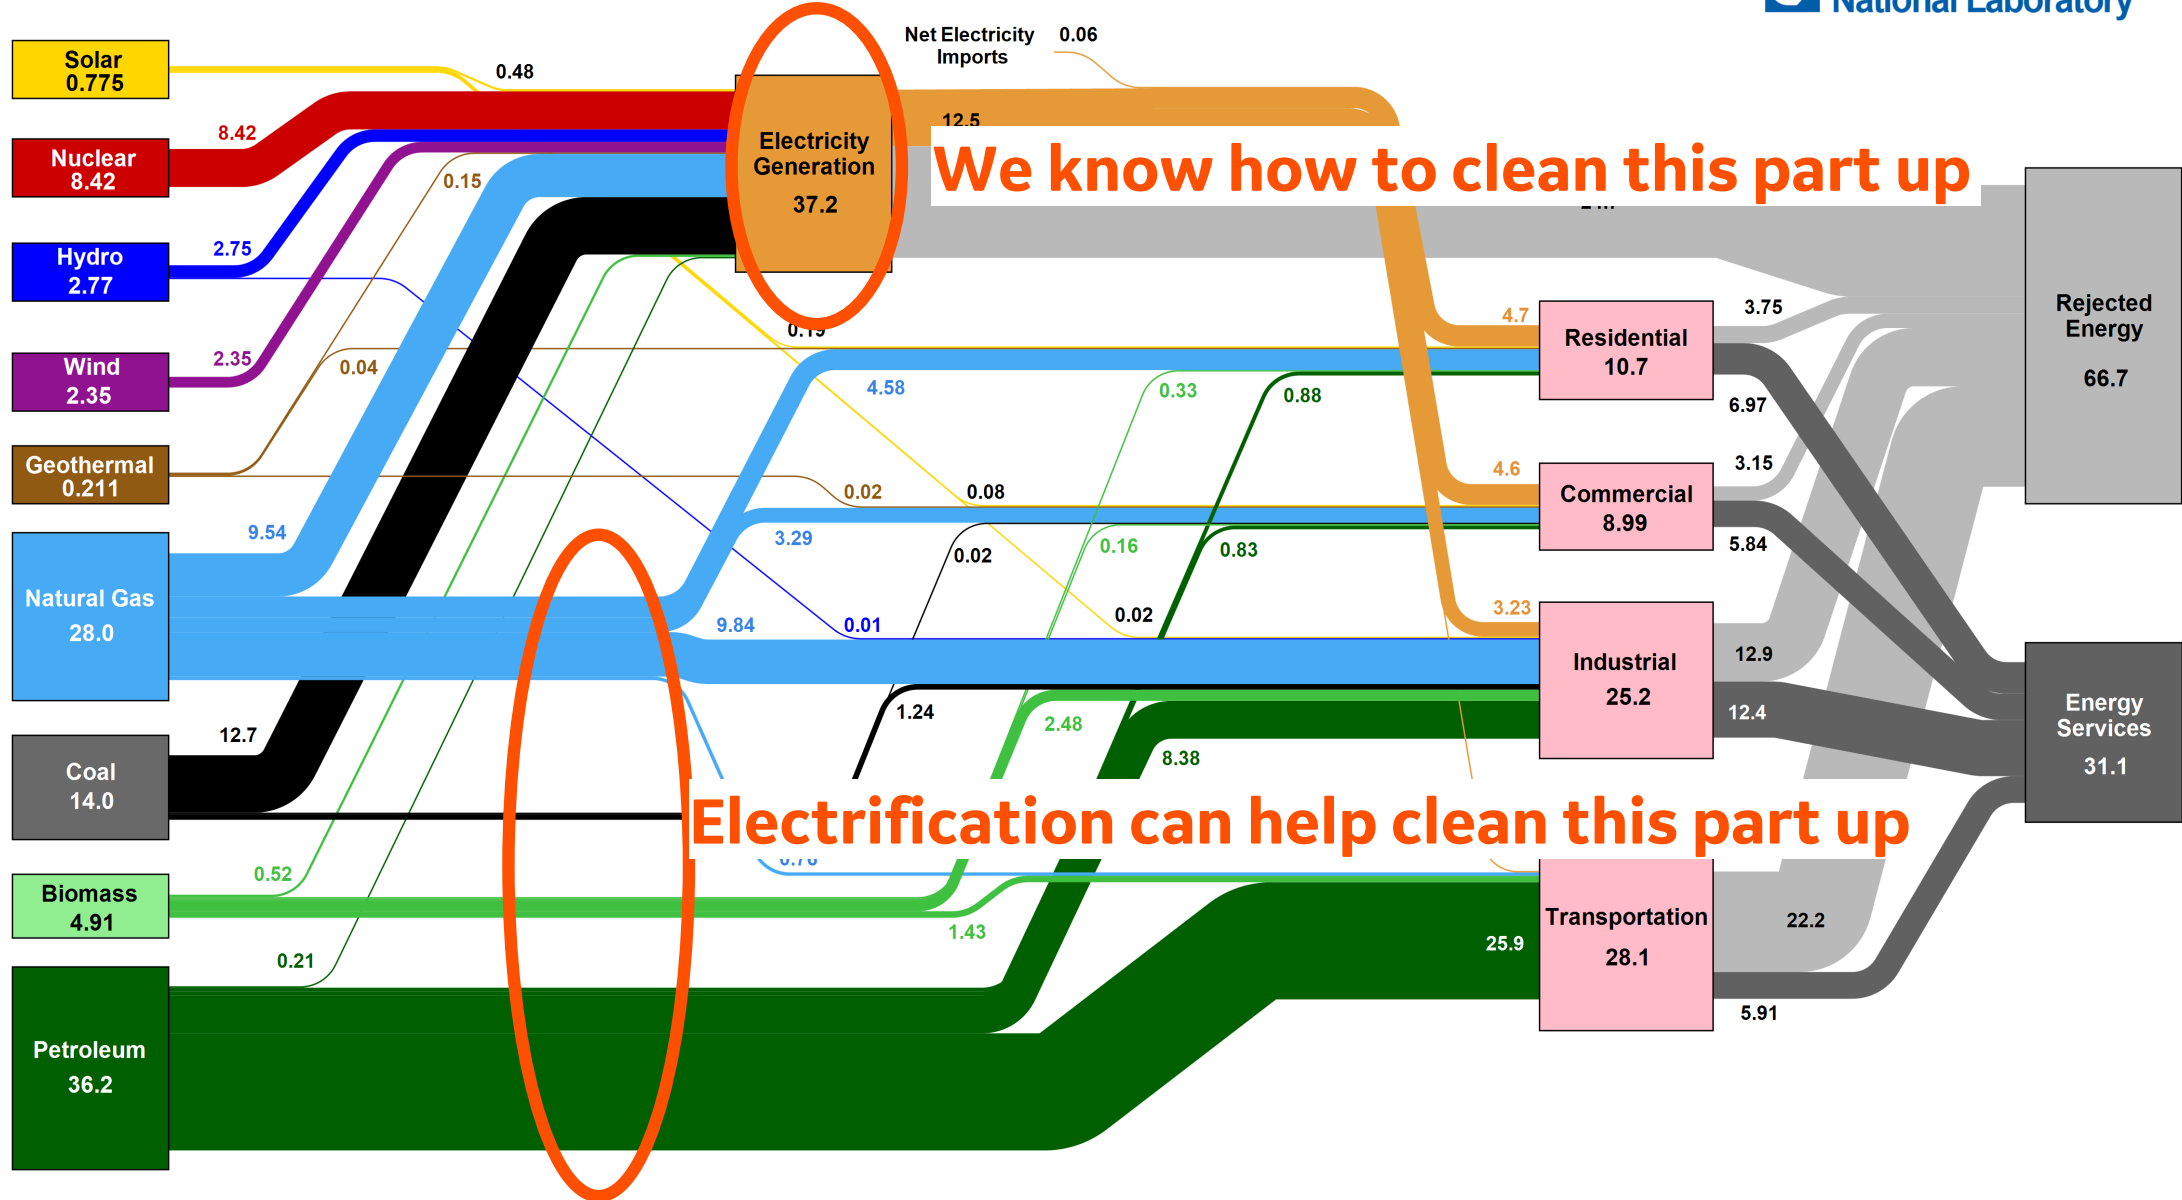 National Laboratory
Net Electricity
Imports
0.06
Solar
0.775
0.48
Nuclear
8.42
8.42
Electricity
Generation
37.2
12.5
We know how to clean this part up
0.15
Hydro
2.77
2.75
Wind
2.35
2.35
0.04
Geothermal
0.211
0.19
4.58
0.33
0.88
4.7
Residential
10.7
3.75
6.97
Rejected
Energy
66.7
0.02
0.08
4.6
Commercial
8.99
3.15
5.84
Natural Gas
28.0
9.54
3.29
0.02
0.16
0.83
9.84
0.01
0.02
3.23
Industrial
25.2
12.9
12.4
Energy
Services
31.1
Coal
14.0
12.7
1.24
2.48
8.38
Electrification can help clean this part up
Biomass
4.91
0.52
1.43
0.21
25.9
Transportation
28.1
22.2
5.91
Petroleum
36.2